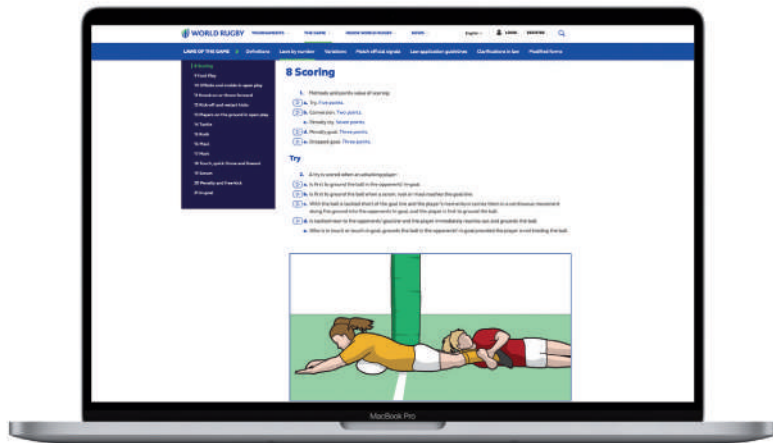 WORLD RUGBY TOURNAMENTS THE GAME INSIDE WORLD RUGBY NEWS English LOGIN REGISTER
LAWS OF THE GAME Definitions Laws by number Variations Match official signals Law application guidelines Clarifications in law Modified forms
8 Scoring
9 Foul Play
10 Offside and onside in open play
11 Knock-on or throw forward
12 Kick-off and restart kicks
13 Players on the ground in open play
14 Tackle
15 Ruck
16 Maul
17 Mark
18 Touch, quick throw and lineout
19 Scrum
20 Penalty and free-kick
21 In-goal
8 Scoring
1. Methods and points value of scoring:
a. Try. Five points.
b. Conversion. Two points.
c. Penalty try. Seven points.
d. Penalty goal. Three points.
e. Dropped goal. Three points.
Try
2. A try is scored when an attacking player:
a. Is first to ground the ball in the opponents' in-goal.
b. Is first to ground the ball when a scrum, ruck or maul reaches the goal line.
c. With the ball is tackled short of the goal line and the player's momentum carries them in a continuous movement
along the ground into the opponents' in-goal, and the player is first to ground the ball.
d. Is tackled near to the opponents' goal line and the player immediately reaches out and grounds the ball.
e. Who is in touch or touch-in-goal, grounds the ball in the opponents' in-goal provided the player is not holding the ball.
MacBook Pro